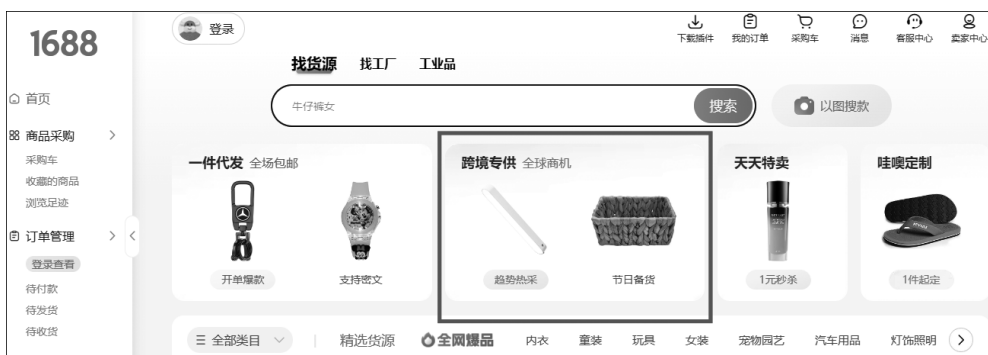 1688
登录
下载插件
我的订单
采购车
消息
客服中心
卖家中心
找货源 找工厂 工业品
牛仔裤女
搜索
以图搜款
首页
商品采购
采购车
收藏的商品
浏览足迹
订单管理
登录查看
待付款
待发货
待收货
一件代发 全场包邮
开单爆款
支持密文
跨境专供 全球商机
趋势热采
节日备货
天天特卖
1元秒杀
哇噢定制
1件起定
全部类目
精选货源
全网爆品
内衣 童装 玩具 女装 宠物园艺 汽车用品 灯饰照明